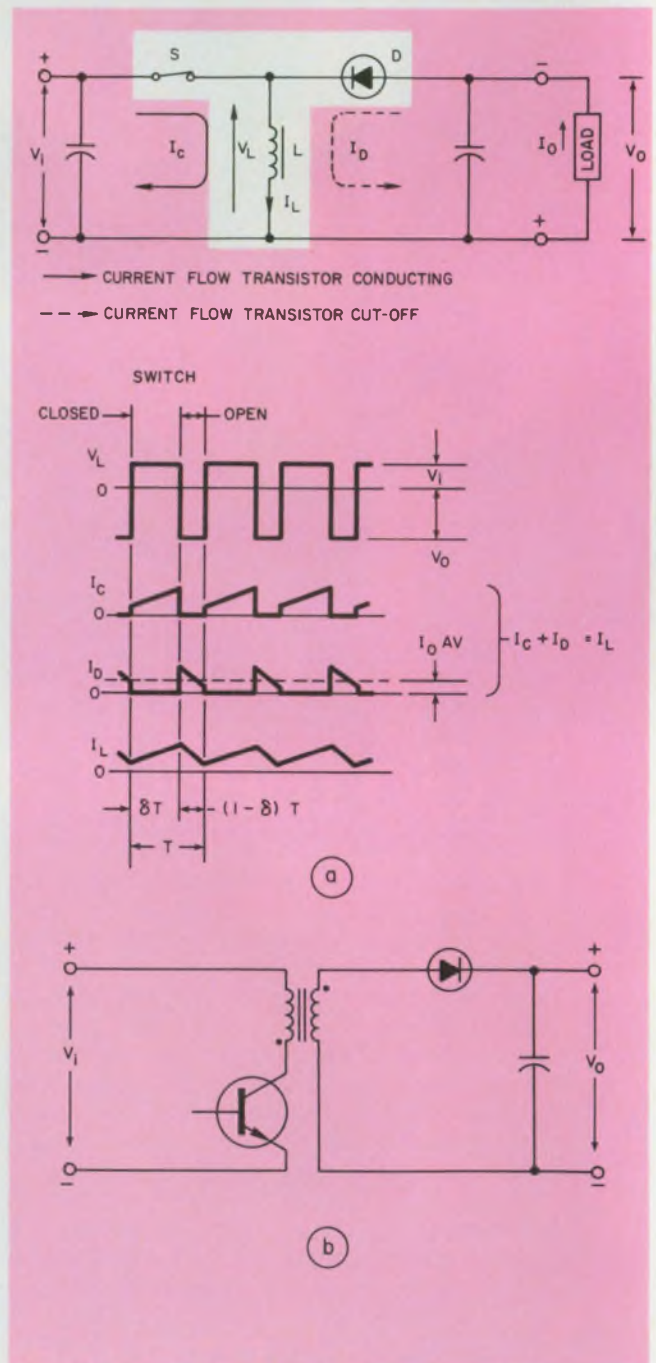 S
D
+
−
Vi
IC
VL
L
ID
IL
IO
LOAD
VO
−
+
CURRENT FLOW TRANSISTOR CONDUCTING
CURRENT FLOW TRANSISTOR CUT-OFF
SWITCH
CLOSED
OPEN
VL
0
Vi
VO
IC
0
IO AV
IC + ID = IL
ID
0
IL
0
δT
(1 - δ) T
T
a
+
+
Vi
VO
−
−
b